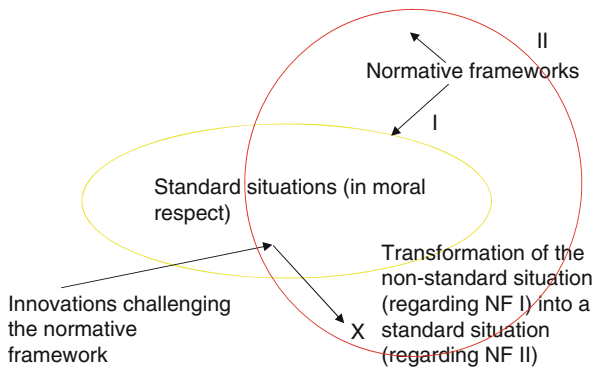 II
Normative frameworks
I
Standard situations (in moral
respect)
Transformation of the
non-standard situation
(regarding NF I) into a
standard situation
(regarding NF II)
Innovations challenging
the normative
framework
X